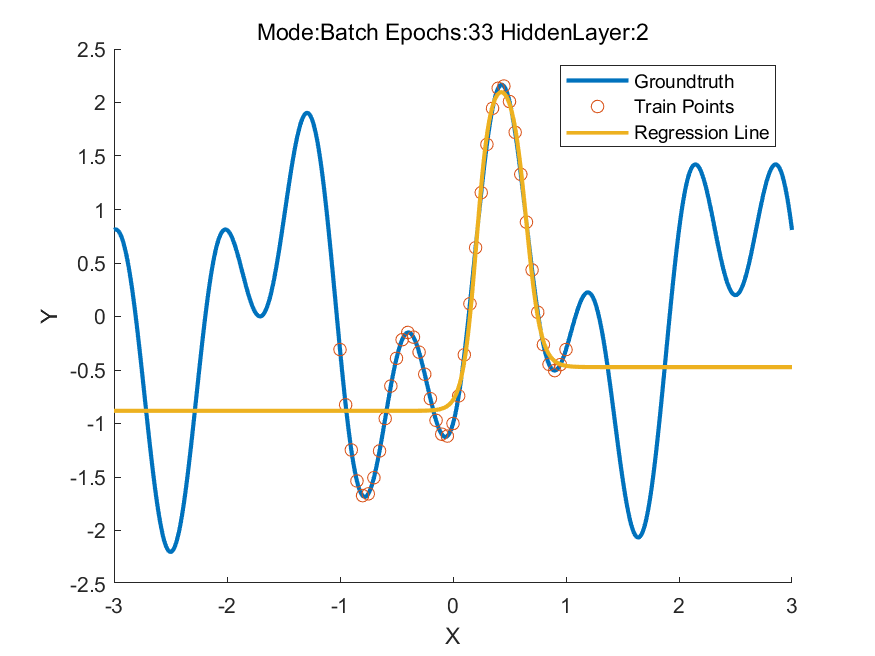 Mode:Batch Epochs:33 HiddenLayer:2
2.5
2
1.5
1
0.5
0
-0.5
-1
-1.5
-2
-2.5
Y
Groundtruth
Train Points
Regression Line
-3 -2 -1 0 1 2 3
X